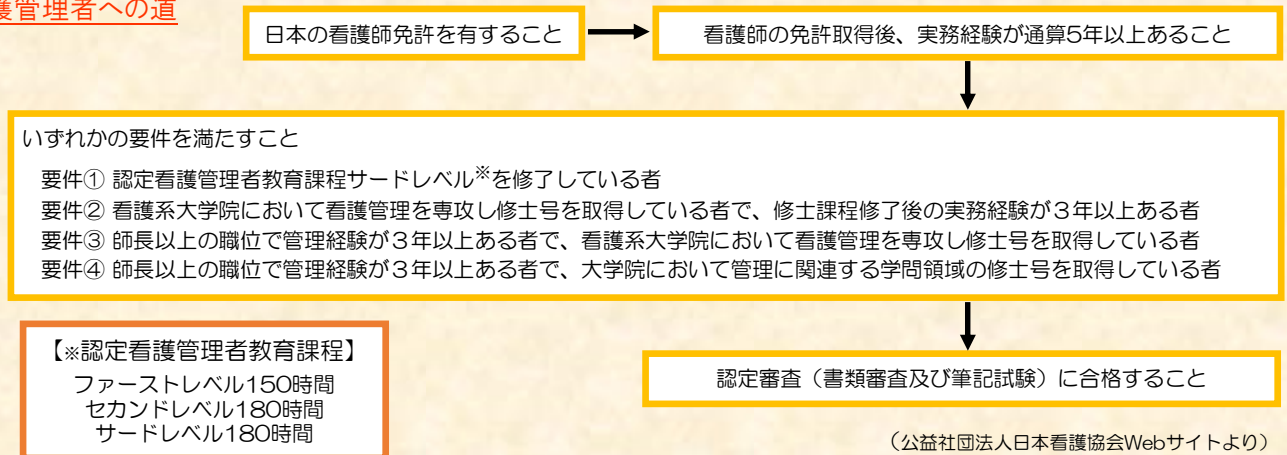 護管理者への道
日本の看護師免許を有すること
看護師の免許取得後、実務経験が通算5年以上あること
いずれかの要件を満たすこと
要件① 認定看護管理者教育課程サードレベル※を修了している者
要件② 看護系大学院において看護管理を専攻し修士号を取得している者で、修士課程修了後の実務経験が３年以上ある者
要件③ 師長以上の職位で管理経験が３年以上ある者で、看護系大学院において看護管理を専攻し修士号を取得している者
要件④ 師長以上の職位で管理経験が３年以上ある者で、大学院において管理に関連する学問領域の修士号を取得している者
【※認定看護管理者教育課程】
ファーストレベル150時間
セカンドレベル180時間
サードレベル180時間
認定審査（書類審査及び筆記試験）に合格すること
（公益社団法人日本看護協会Webサイトより）